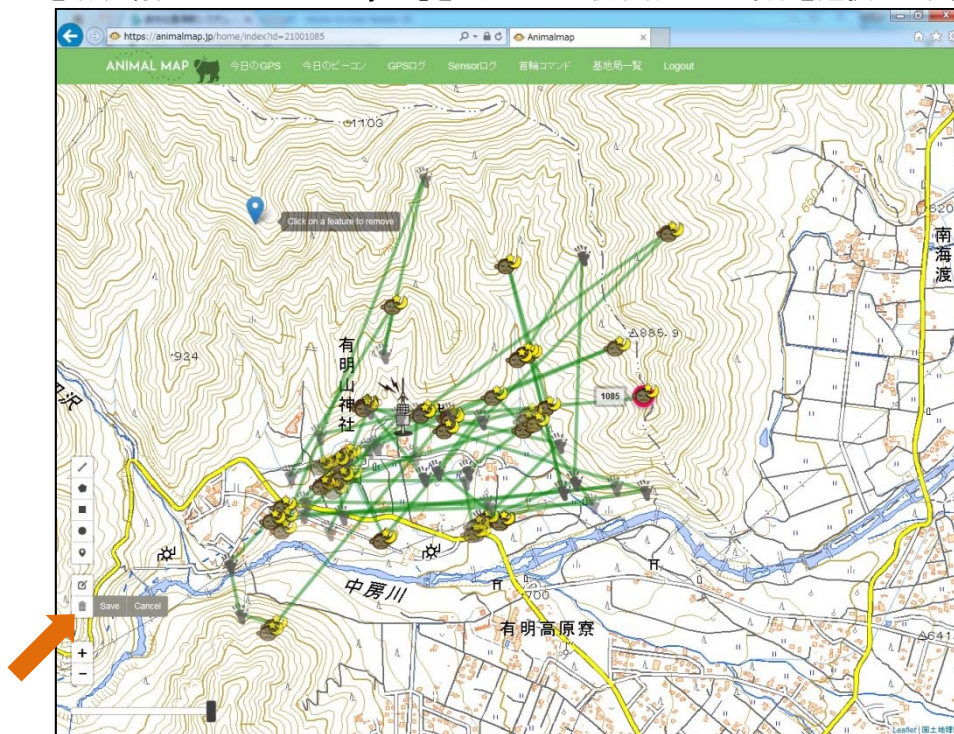 https://animalmap.jp/home/index?id=21001085
Animalmap
ANIMAL MAP 今日のGPS 今日のビーコン GPSログ Sensorログ 首輪コマンド 基地局一覧 Logout
1103
620
Click on a feature to remove
南海渡
885.9
924
有明山神社
1085
Save Cancel
中房川
700
有明高原寮
641
+
−
Leaflet | 国土地理